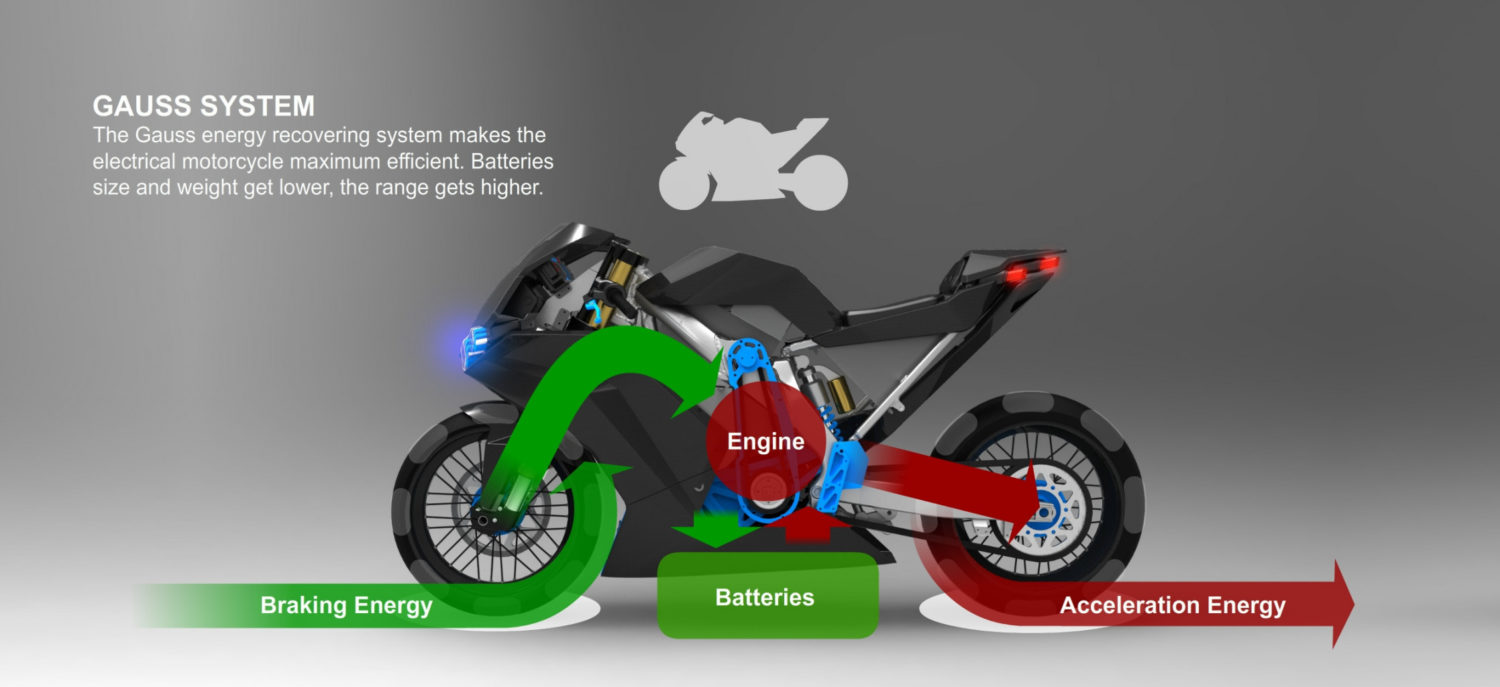 GAUSS SYSTEM
The Gauss energy recovering system makes the
electrical motorcycle maximum efficient. Batteries
size and weight get lower, the range gets higher.
Engine
Batteries
Braking Energy
Acceleration Energy